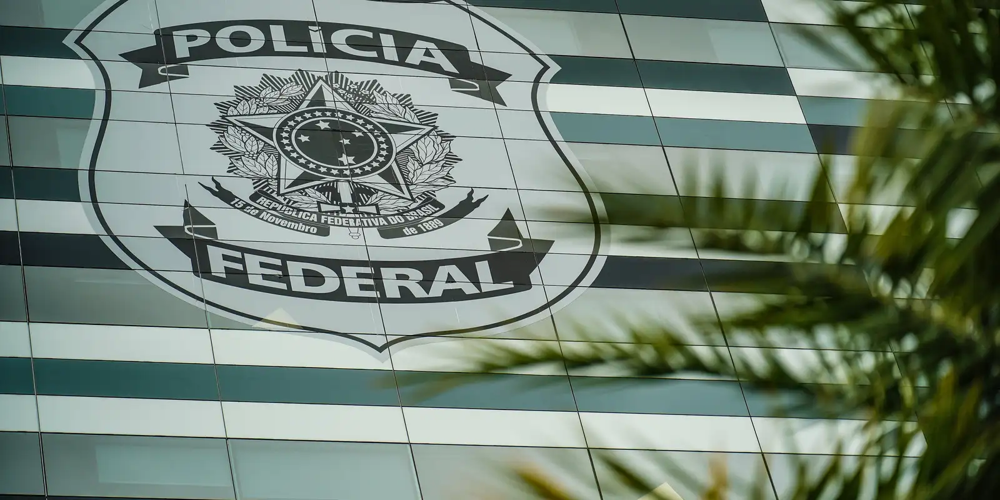 POLÍCIA
REPÚBLICA FEDERATIVA DO BRASIL
15 de Novembro
de 1889
FEDERAL